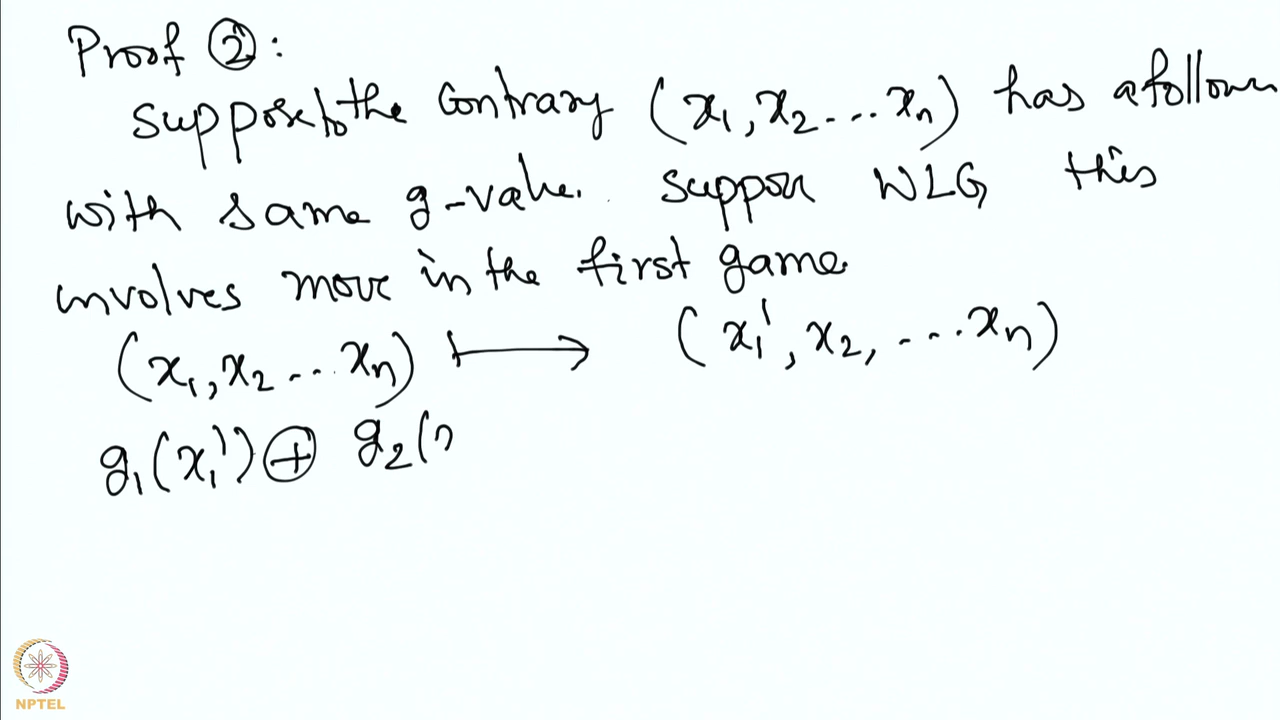 Proof ②:
suppose to the Contrary (x₁, x₂ ... xₙ) has a follower
with same g-value. suppose WLG this
involves move in the first game.
(x₁, x₂ ... xₙ) ⟼ (x₁', x₂, ... xₙ)
g₁(x₁') ⊕ g₂(
NPTEL